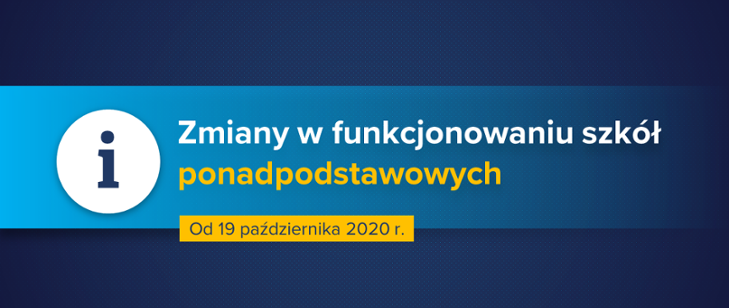 i
Zmiany w funkcjonowaniu szkół
ponadpodstawowych
Od 19 października 2020 r.